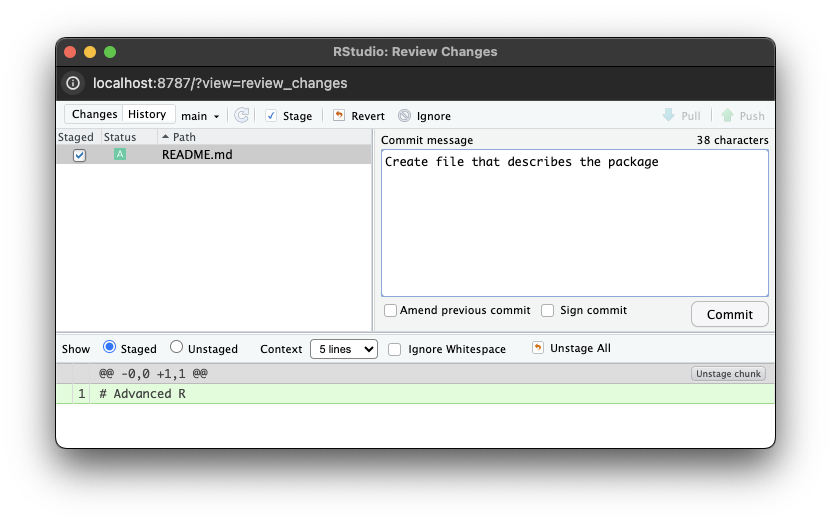 RStudio: Review Changes
localhost:8787/?view=review_changes
Changes History main Stage Revert Ignore Pull Push
Staged Status Path
A README.md
Commit message 38 characters
Create file that describes the package
Amend previous commit Sign commit Commit
Show Staged Unstaged Context 5 lines Ignore Whitespace Unstage All
@@ -0,0 +1,1 @@ Unstage chunk
1 # Advanced R